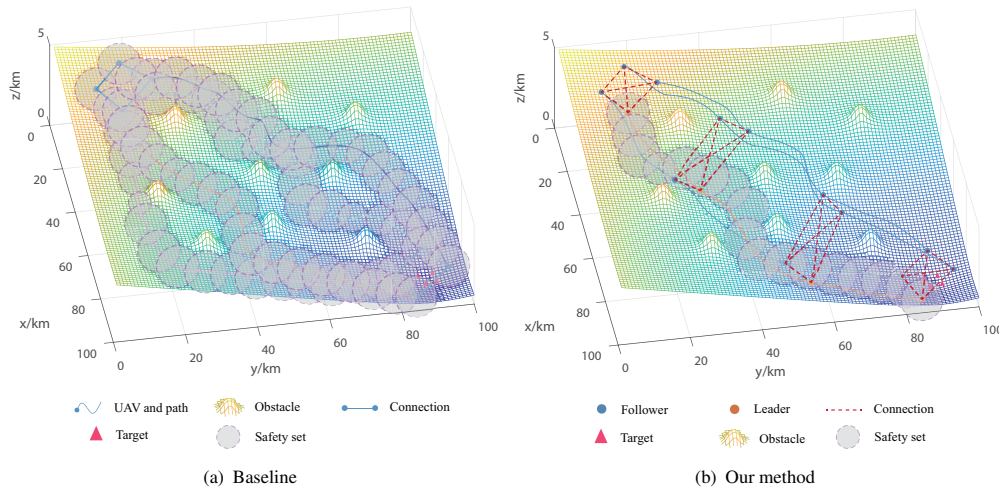 5
z/km
0
0
20
40
60
80
100
x/km
0
20
40
60
80
100
y/km
UAV and path
Obstacle
Connection
Target
Safety set
(a) Baseline
5
z/km
0
0
20
40
60
80
100
x/km
0
20
40
60
80
100
y/km
Follower
Leader
Connection
Target
Obstacle
Safety set
(b) Our method